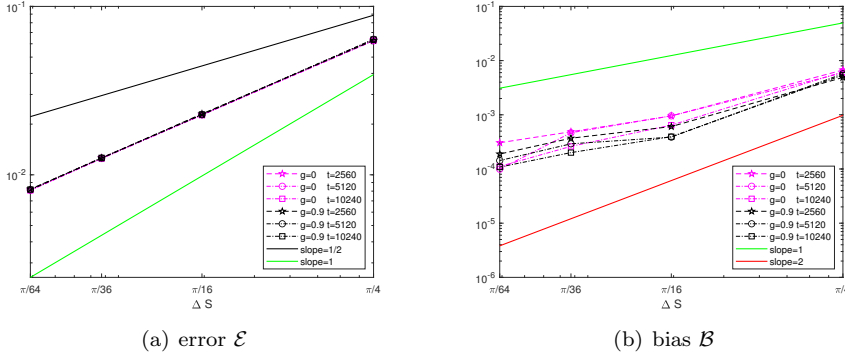 10^{-1}
10^{-2}
π/64 π/36 π/16 π/4
Δ S
g=0 t=2560
g=0 t=5120
g=0 t=10240
g=0.9 t=2560
g=0.9 t=5120
g=0.9 t=10240
slope=1/2
slope=1
(a) error ℰ
10^{-1}
10^{-2}
10^{-3}
10^{-4}
10^{-5}
10^{-6}
π/64 π/36 π/16 π/4
Δ S
g=0 t=2560
g=0 t=5120
g=0 t=10240
g=0.9 t=2560
g=0.9 t=5120
g=0.9 t=10240
slope=1
slope=2
(b) bias ℬ